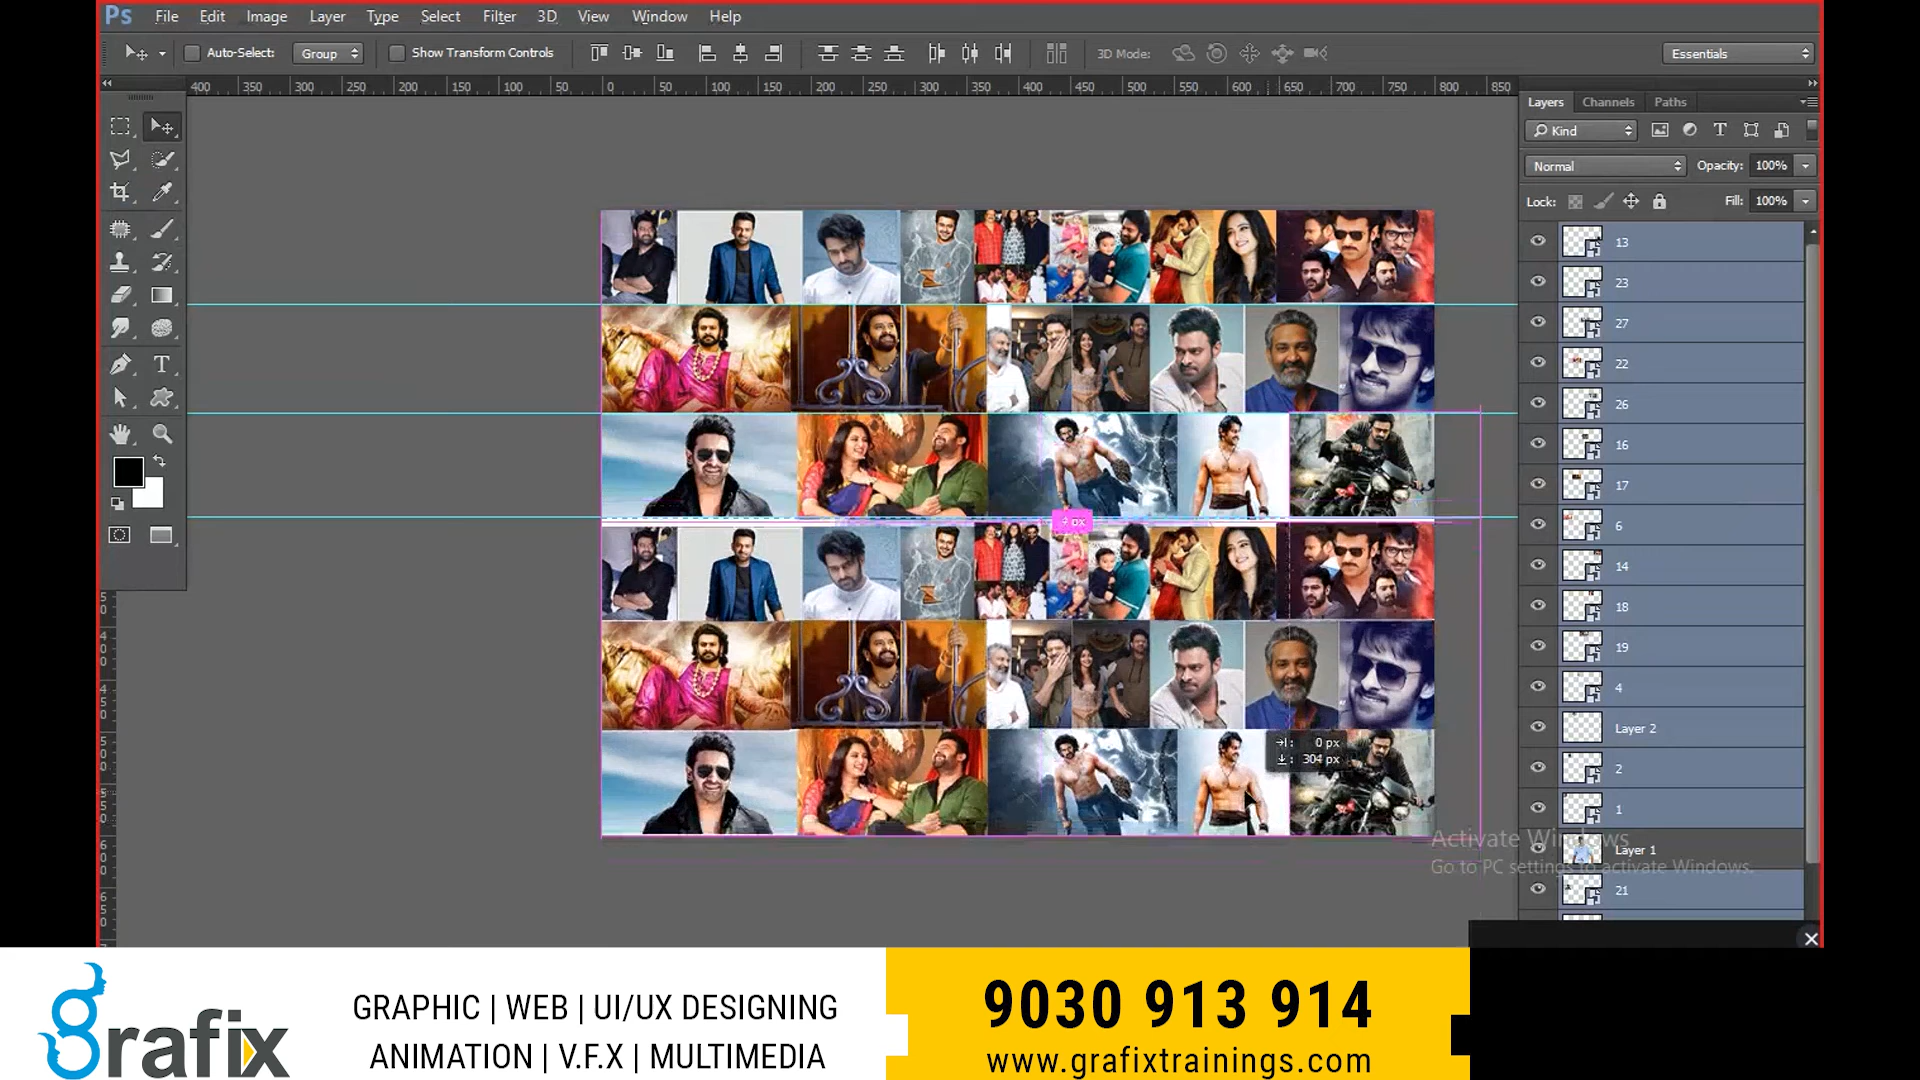 Ps File Edit Image Layer Type Select Filter 3D View Window Help
Auto-Select: Group Show Transform Controls 3D Mode: Essentials
400 350 300 250 200 150 100 50 0 50 100 150 200 250 300 350 400 450 500 550 600 650 700 750 800 850
Layers Channels Paths
Kind
Normal Opacity: 100%
Lock: Fill: 100%
13
23
27
22
26
16
17
6
14
18
19
4
Layer 2
2
1
Layer 1
21
px
0 px
304 px
Activate Windows
Go to PC settings to activate Windows.
grafix
GRAPHIC | WEB | UI/UX DESIGNING
ANIMATION | V.F.X | MULTIMEDIA
9030 913 914
www.grafixtrainings.com